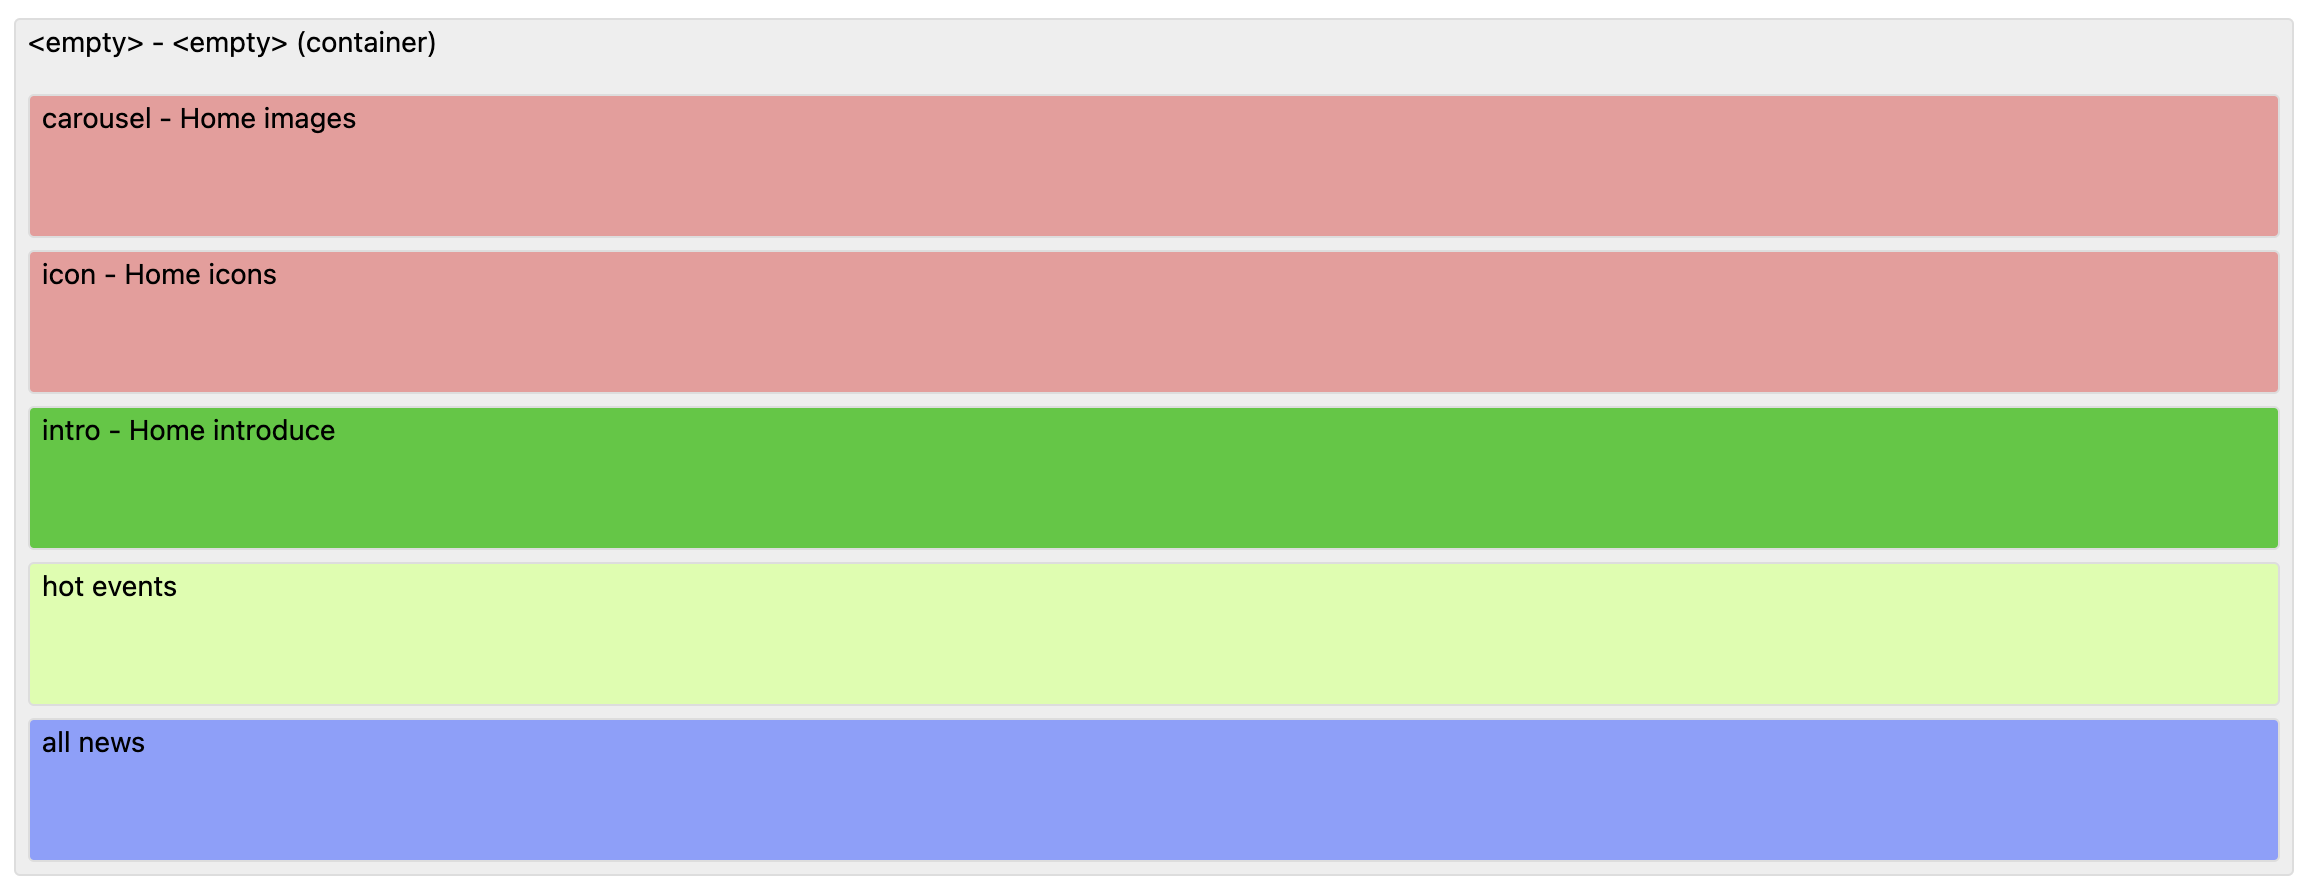 <empty> - <empty> (container)
carousel - Home images
icon - Home icons
intro - Home introduce
hot events
all news